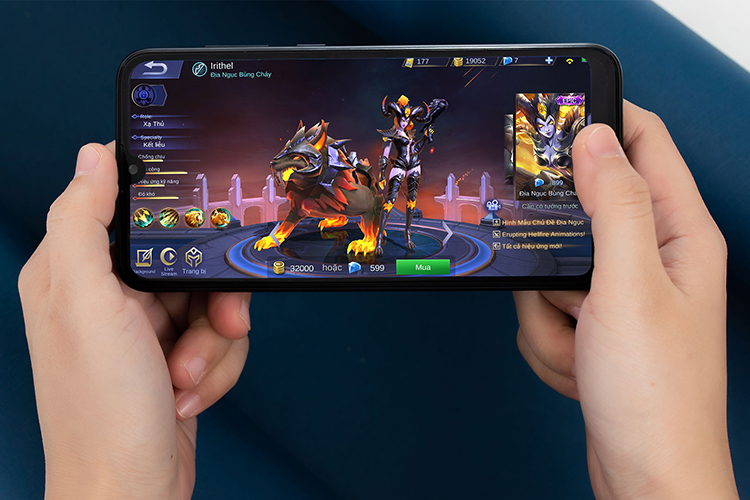 Irithel
Địa Ngục Bùng Cháy
177
19052
7
Role
Xạ Thủ
Specialty
Kết liễu
Chống chịu
công
Hiệu ứng kỹ năng
Độ khó
Background
Live
Stream
Trang bị
EPIC
899
Địa Ngục Bùng
Cần có tướng trước
Hình Mẫu Chủ Đề Địa Ngục
Erupting Hellfire Animations!
Tất cả hiệu ứng mới!
32000 hoặc 599 Mua